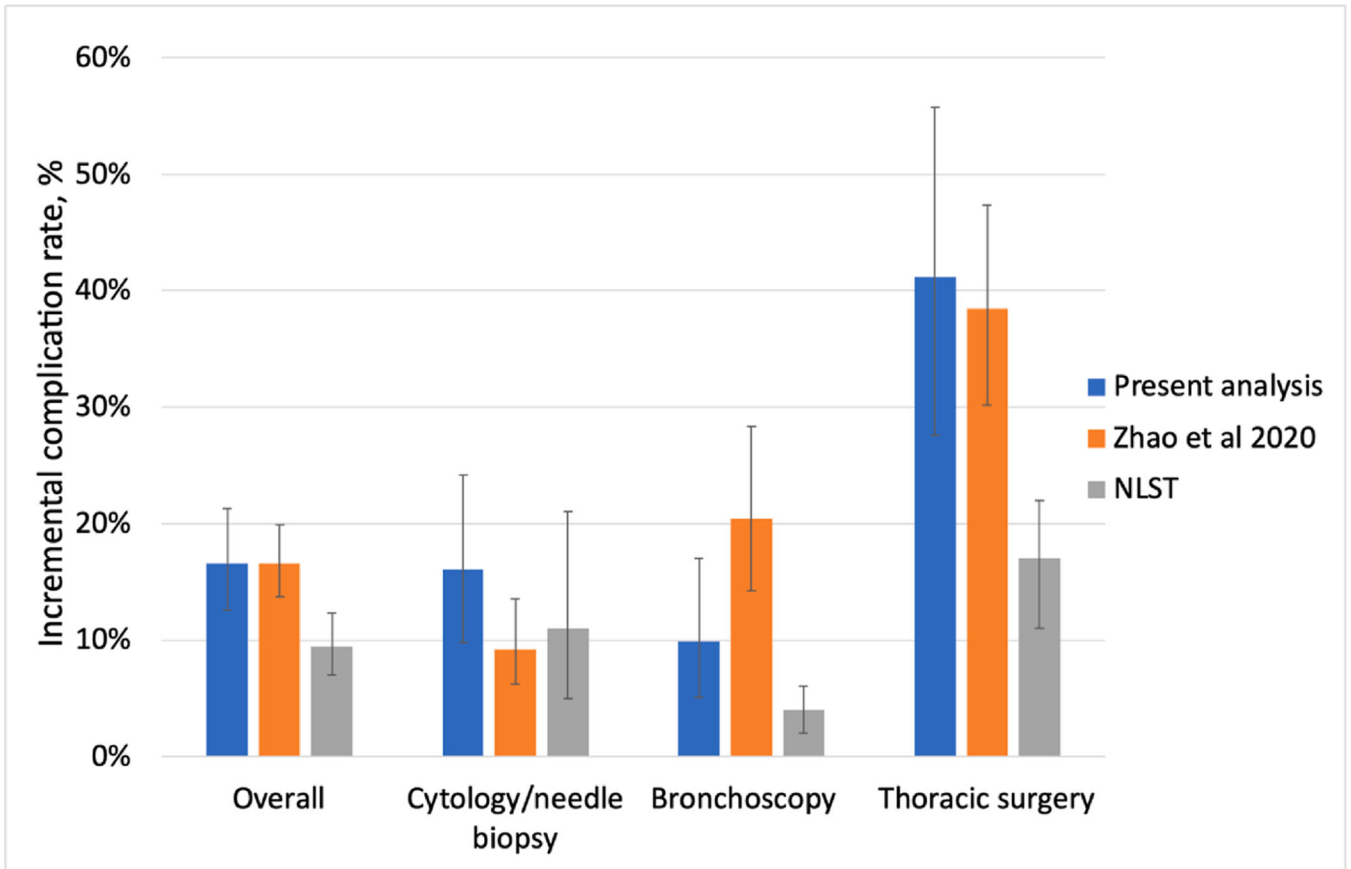 60%
50%
40%
30%
20%
10%
0%
Incremental complication rate, %
Overall
Cytology/needle
biopsy
Bronchoscopy
Thoracic surgery
Present analysis
Zhao et al 2020
NLST